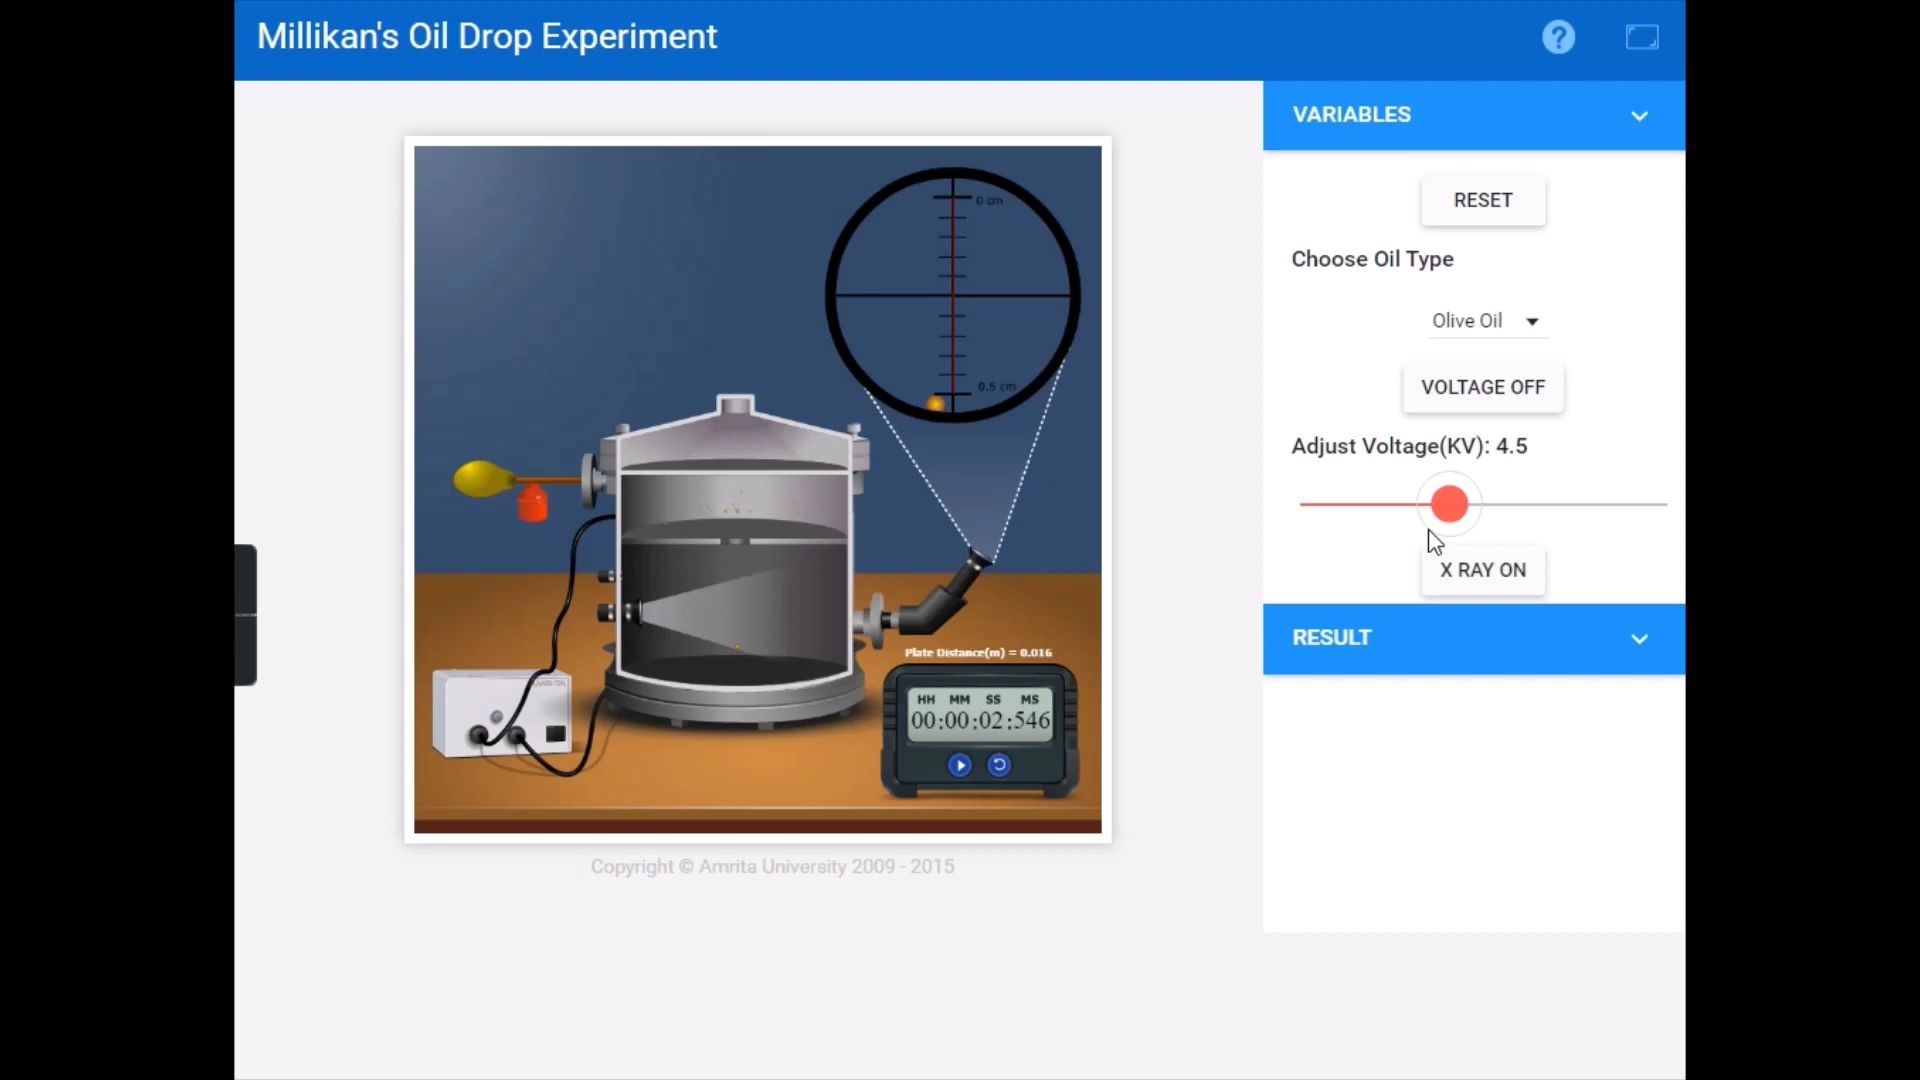 Millikan's Oil Drop Experiment
?
VARIABLES
RESET
Choose Oil Type
Olive Oil
VOLTAGE OFF
Adjust Voltage(KV): 4.5
X RAY ON
RESULT
0 cm
0.5 cm
Plate Distance(m) = 0.016
HH MM SS MS
00:00:02:546
Copyright © Amrita University 2009 - 2015